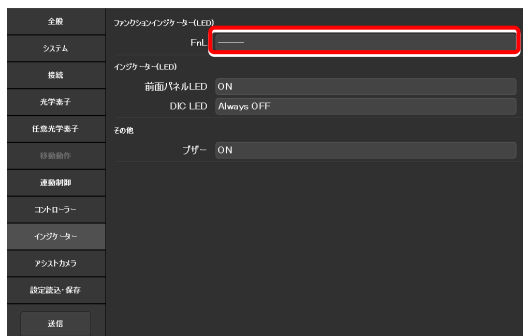 全般
システム
接続
光学素子
任意光学素子
移動動作
連動制御
コントローラー
インジケーター
アシストカメラ
設定読込・保存
送信
ファンクションインジケーター(LED)
FnL ―――
インジケーター(LED)
前面パネルLED ON
DIC LED Always OFF
その他
ブザー ON